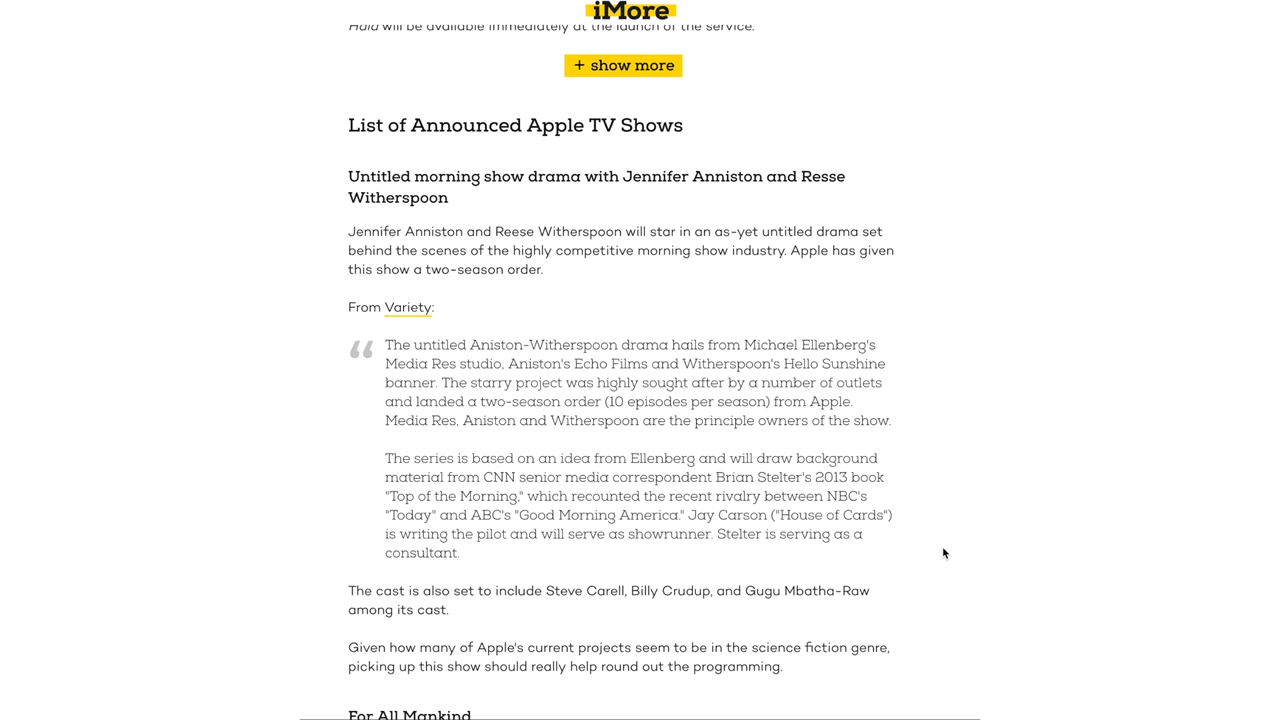 iMore
Hala will be available immediately at the launch of the service.
+ show more
List of Announced Apple TV Shows
Untitled morning show drama with Jennifer Anniston and Resse
Witherspoon
Jennifer Anniston and Reese Witherspoon will star in an as-yet untitled drama set
behind the scenes of the highly competitive morning show industry. Apple has given
this show a two-season order.
From Variety:
“ The untitled Aniston-Witherspoon drama hails from Michael Ellenberg's
Media Res studio, Aniston's Echo Films and Witherspoon's Hello Sunshine
banner. The starry project was highly sought after by a number of outlets
and landed a two-season order (10 episodes per season) from Apple.
Media Res, Aniston and Witherspoon are the principle owners of the show.
The series is based on an idea from Ellenberg and will draw background
material from CNN senior media correspondent Brian Stelter's 2013 book
"Top of the Morning," which recounted the recent rivalry between NBC's
"Today" and ABC's "Good Morning America." Jay Carson ("House of Cards")
is writing the pilot and will serve as showrunner. Stelter is serving as a
consultant.
The cast is also set to include Steve Carell, Billy Crudup, and Gugu Mbatha-Raw
among its cast.
Given how many of Apple's current projects seem to be in the science fiction genre,
picking up this show should really help round out the programming.
For All Mankind